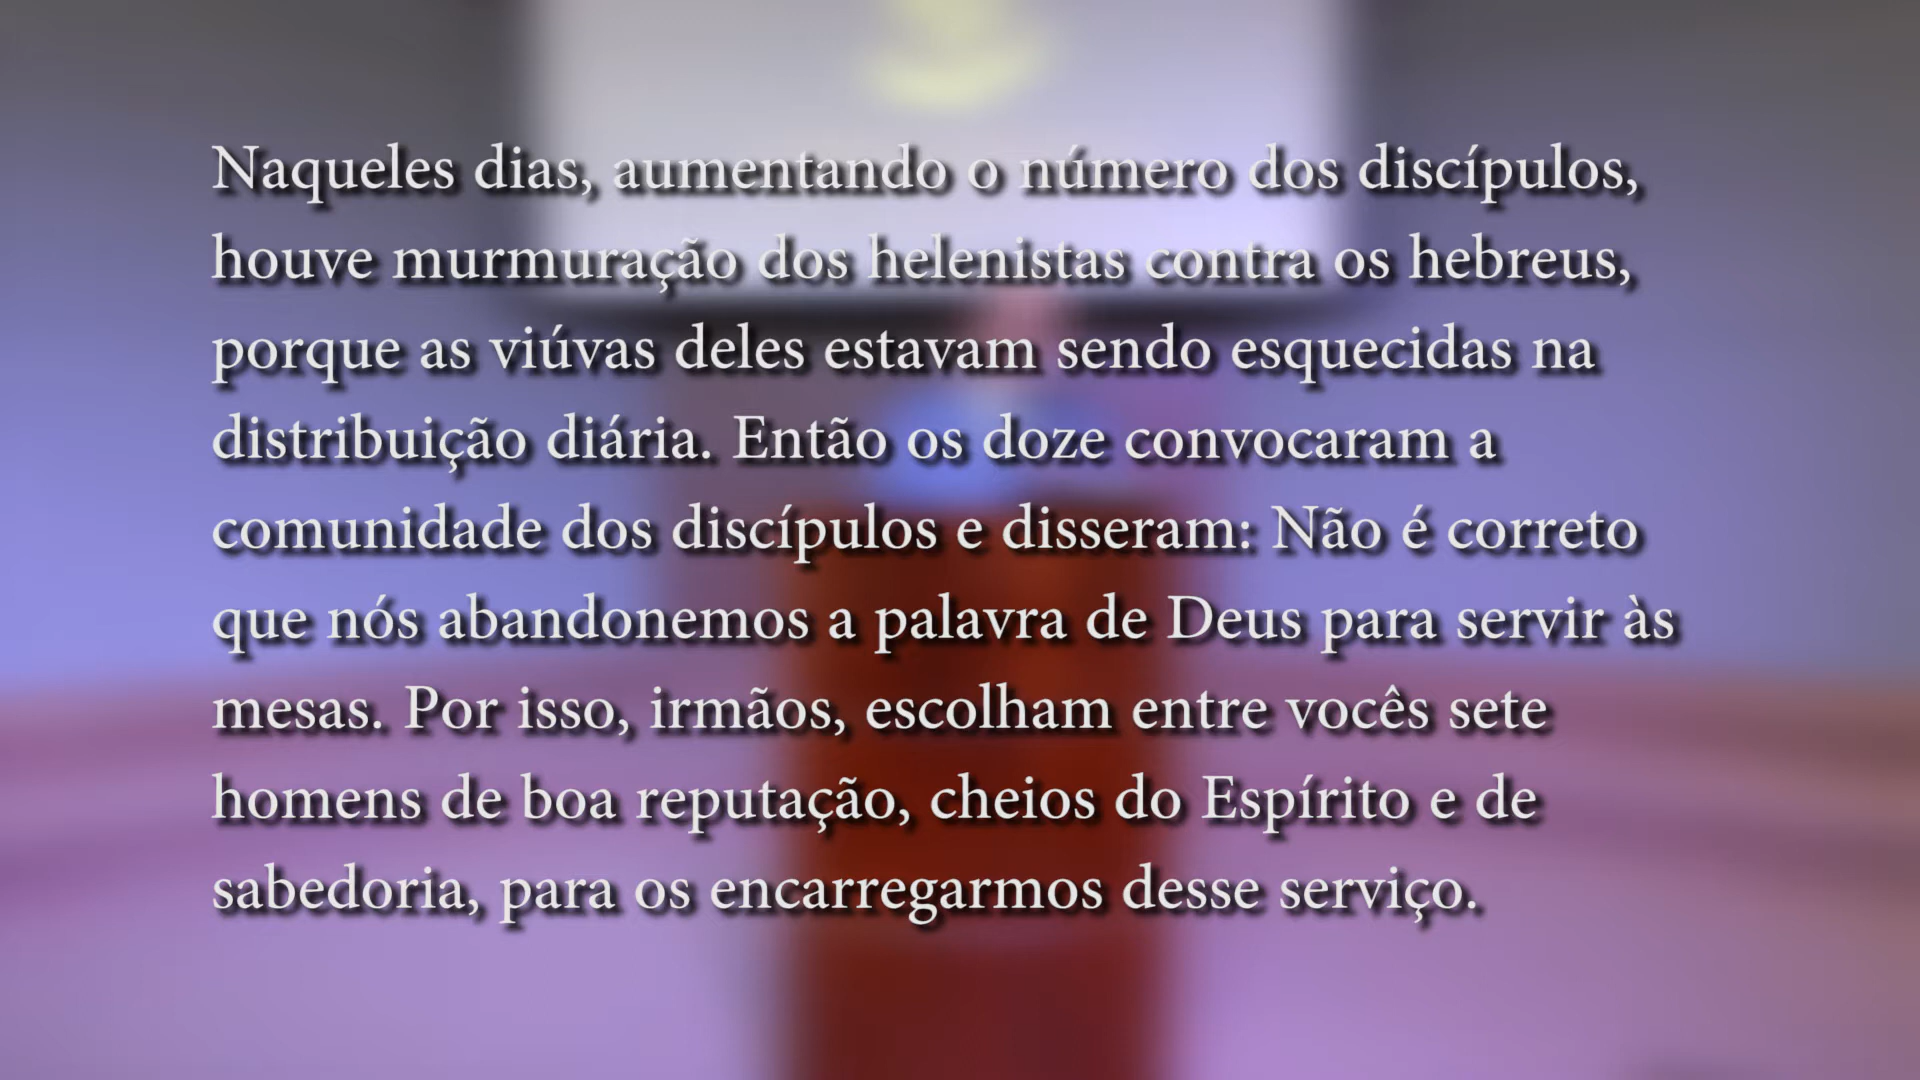 Naqueles dias, aumentando o número dos discípulos,
houve murmuração dos helenistas contra os hebreus,
porque as viúvas deles estavam sendo esquecidas na
distribuição diária. Então os doze convocaram a
comunidade dos discípulos e disseram: Não é correto
que nós abandonemos a palavra de Deus para servir às
mesas. Por isso, irmãos, escolham entre vocês sete
homens de boa reputação, cheios do Espírito e de
sabedoria, para os encarregarmos desse serviço.